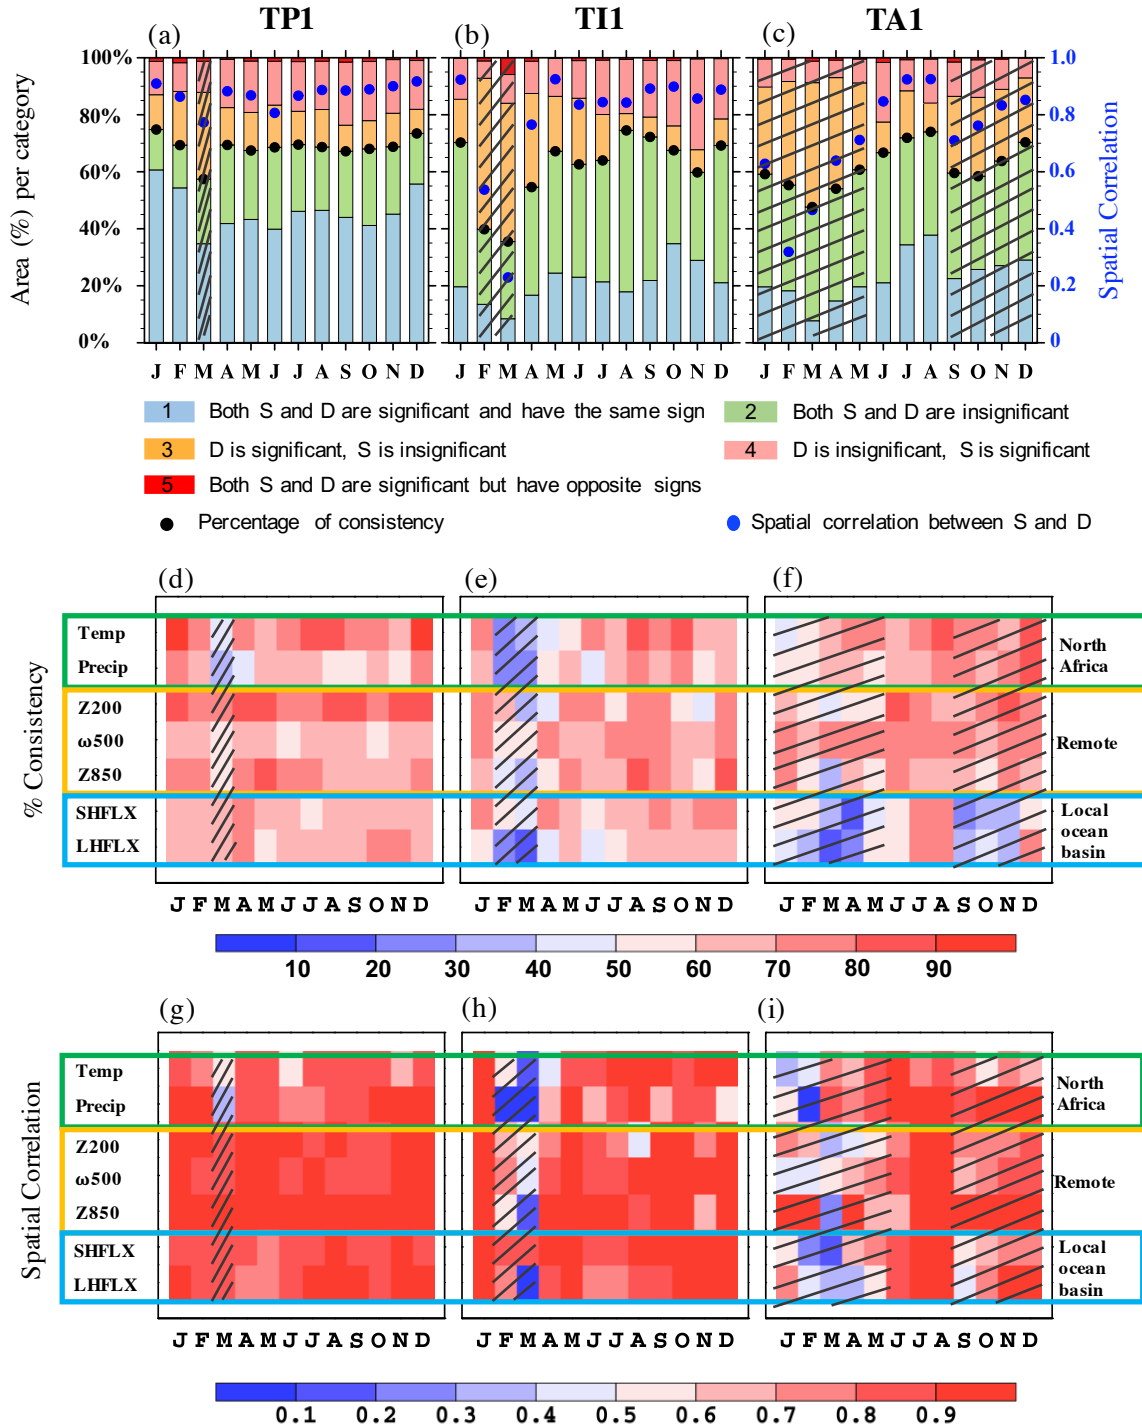 TP1 TI1 TA1
(a) (b) (c)
100% 1.0
80% 0.8
60% 0.6
40% 0.4
20% 0.2
0% 0
Area (%) per category
Spatial Correlation
J F M A M J J A S O N D J F M A M J J A S O N D J F M A M J J A S O N D
1 Both S and D are significant and have the same sign 2 Both S and D are insignificant
3 D is significant, S is insignificant 4 D is insignificant, S is significant
5 Both S and D are significant but have opposite signs
Percentage of consistency Spatial correlation between S and D
(d) (e) (f)
% Consistency
Temp
Precip
North
Africa
Z200
ω500
Z850
Remote
SHFLX
LHFLX
Local
ocean
basin
J F M A M J J A S O N D J F M A M J J A S O N D J F M A M J J A S O N D
10 20 30 40 50 60 70 80 90
(g) (h) (i)
Spatial Correlation
Temp
Precip
North
Africa
Z200
ω500
Z850
Remote
SHFLX
LHFLX
Local
ocean
basin
J F M A M J J A S O N D J F M A M J J A S O N D J F M A M J J A S O N D
0.1 0.2 0.3 0.4 0.5 0.6 0.7 0.8 0.9